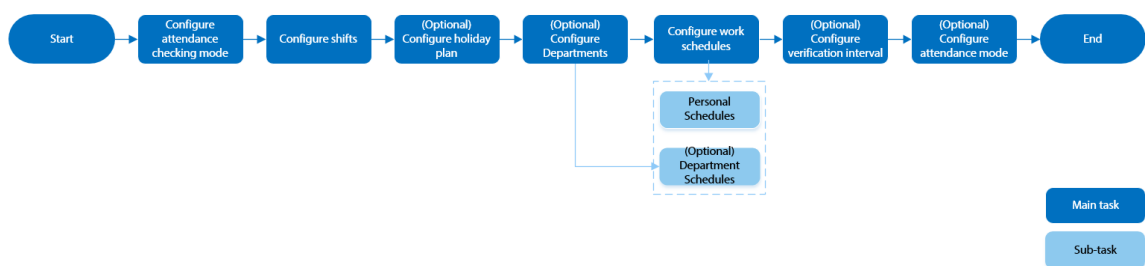 Start
Configure
attendance
checking mode
Configure shifts
(Optional)
Configure holiday
plan
(Optional)
Configure
Departments
Configure work
schedules
(Optional)
Configure
verification interval
(Optional)
Configure
attendance mode
End
Personal
Schedules
(Optional)
Department
Schedules
Main task
Sub-task